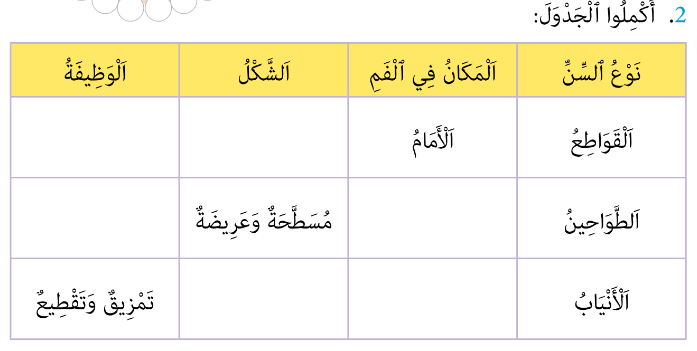 2. أَكْمِلُوا ٱلْجَدْوَلَ:
نَوْعُ ٱلسِّنِّ اَلْمَكَانُ فِي ٱلْفَمِ اَلشَّكْلُ اَلْوَظِيفَةُ
اَلْقَوَاطِعُ اَلْأَمَامُ
اَلطَّوَاحِينُ مُسَطَّحَةٌ وَعَرِيضَةٌ
اَلْأَنْيَابُ تَمْزِيقٌ وَتَقْطِيعٌ